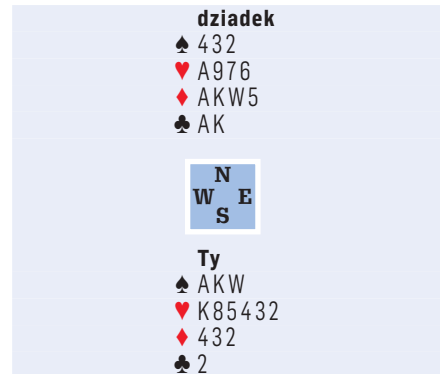 dziadek
♠ 432
♥ A976
♦ AKW5
♣ AK
N
W E
S
Ty
♠ AKW
♥ K85432
♦ 432
♣ 2